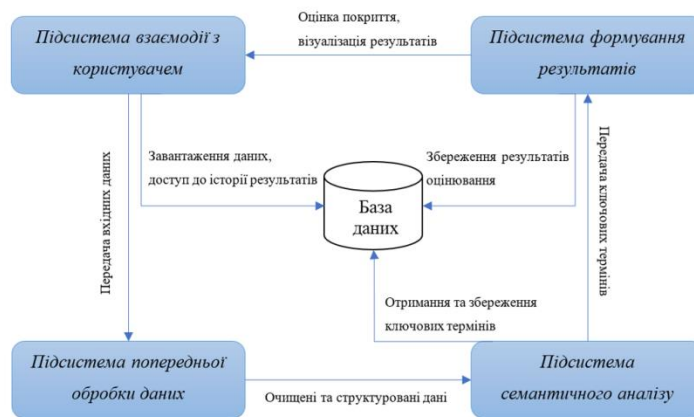 Підсистема взаємодії з
користувачем
Оцінка покриття,
візуалізація результатів
Підсистема формування
результатів
Передача вхідних даних
Завантаження даних,
доступ до історії результатів
База
даних
Збереження результатів
оцінювання
Передача ключових
термінів
Отримання та збереження
ключових термінів
Підсистема попередньої
обробки даних
Очищені та структуровані дані
Підсистема
семантичного аналізу